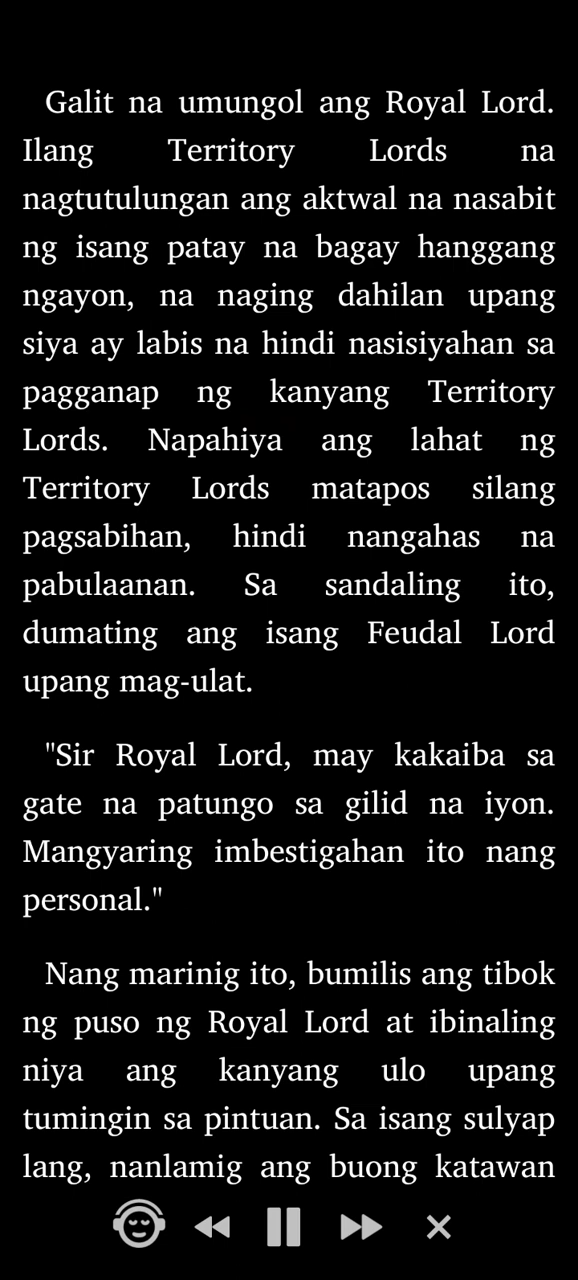 Galit na umungol ang Royal Lord.
Ilang Territory Lords na
nagtutulungan ang aktwal na nasabit
ng isang patay na bagay hanggang
ngayon, na naging dahilan upang
siya ay labis na hindi nasisiyahan sa
pagganap ng kanyang Territory
Lords. Napahiya ang lahat ng
Territory Lords matapos silang
pagsabihan, hindi nangahas na
pabulaanan. Sa sandaling ito,
dumating ang isang Feudal Lord
upang mag-ulat.
"Sir Royal Lord, may kakaiba sa
gate na patungo sa gilid na iyon.
Mangyaring imbestigahan ito nang
personal."
Nang marinig ito, bumilis ang tibok
ng puso ng Royal Lord at ibinaling
niya ang kanyang ulo upang
tumingin sa pintuan. Sa isang sulyap
lang, nanlamig ang buong katawan